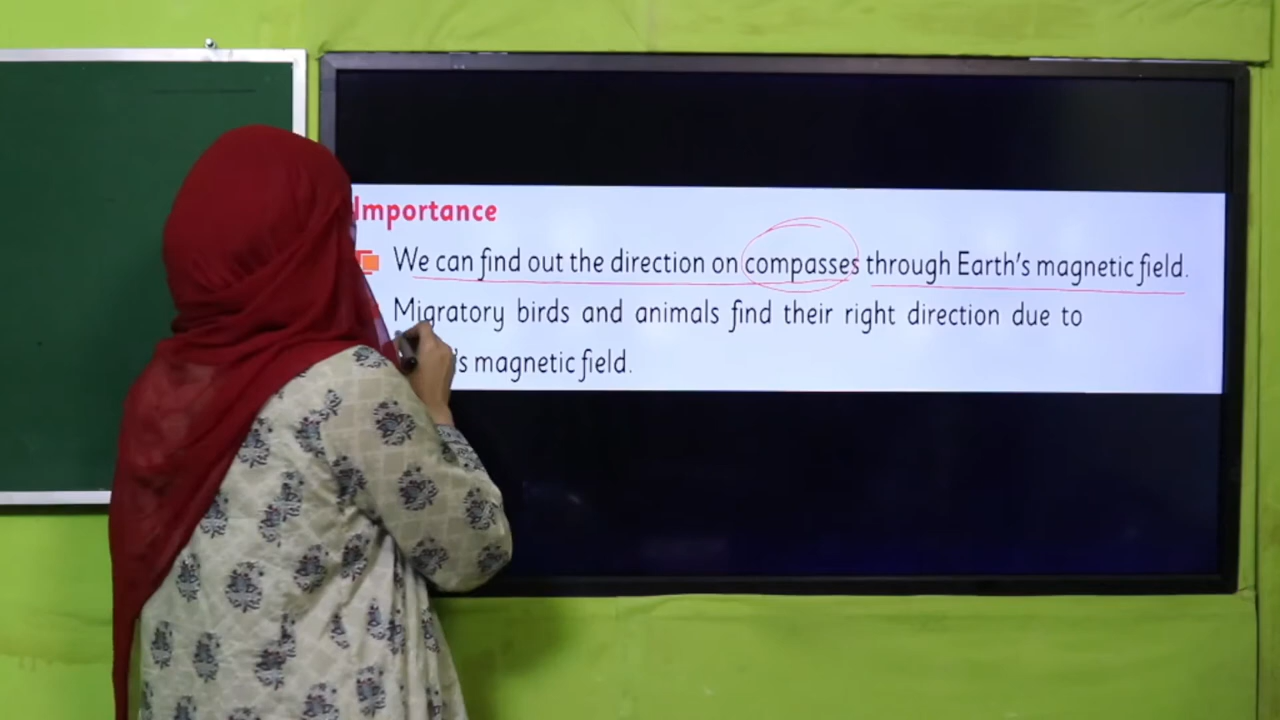 Importance
We can find out the direction on compasses through Earth's magnetic field.
Migratory birds and animals find their right direction due to
's magnetic field.